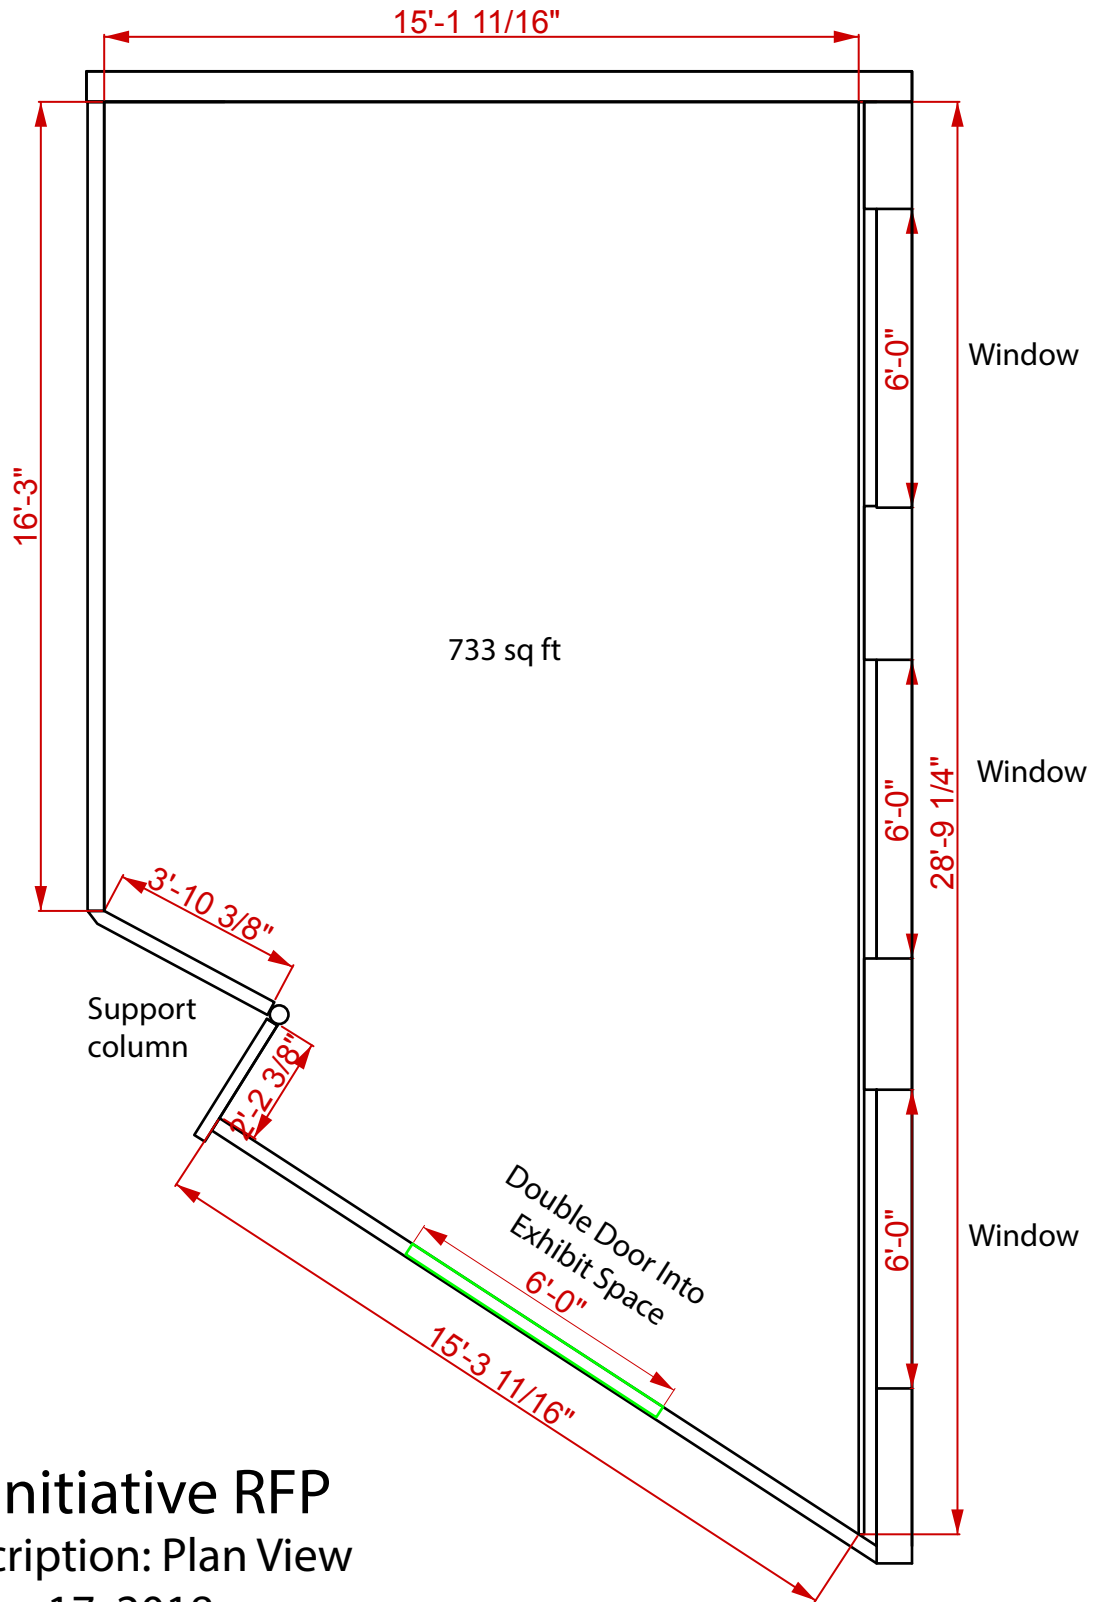 15'-1 11/16"
6'-0"
Window
16'-3"
733 sq ft
6'-0"
28'-9 1/4"
Window
3'-10 3/8"
Support
column
2'-2 3/8"
Double Door Into
Exhibit Space
6'-0"
6'-0"
Window
15'-3 11/16"
nitiative RFP
cription: Plan View
17, 2018